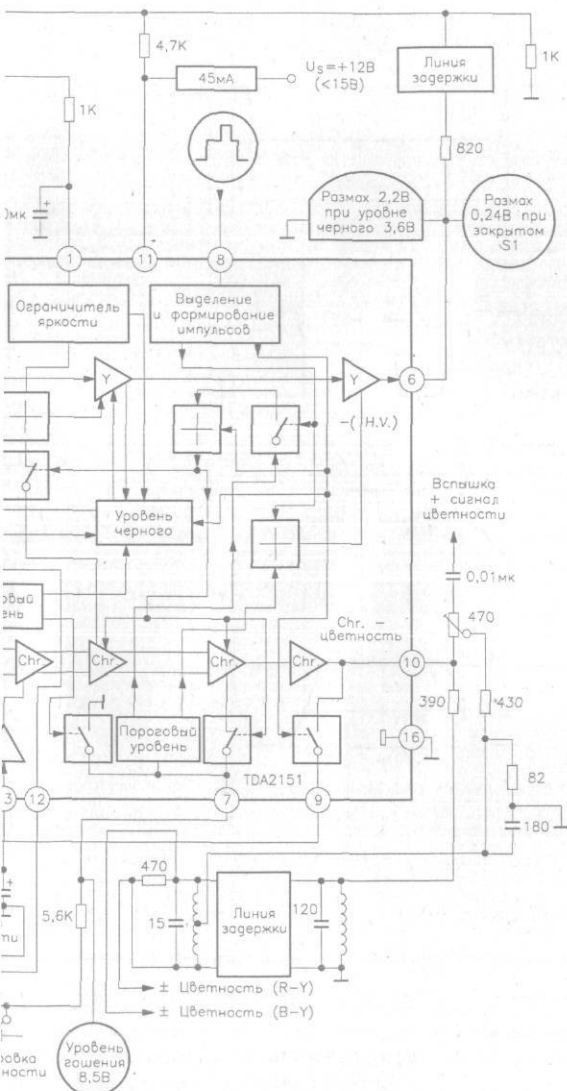 4,7K
45мА
Us=+12В
(<15В)
Линия
задержки
1K
1K
820
Размах 2,2В
при уровне
черного 3,6В
Размах
0,24В при
закрытом
S1
мк
+
1
11
8
Ограничитель
яркости
Выделение
и формирование
импульсов
Y
Y
6
-(H.V.)
Вспышка
+ сигнал
цветности
Уровень
черного
0,01мк
470
Chr. -
цветность
Chr.
Chr.
Chr.
Chr.
10
390
430
Пороговый
уровень
16
TDA2151
82
3
12
7
9
180
+
470
5,6K
15
Линия
задержки
120
± Цветность (R-Y)
± Цветность (B-Y)
Уровень
гашения
8,5В